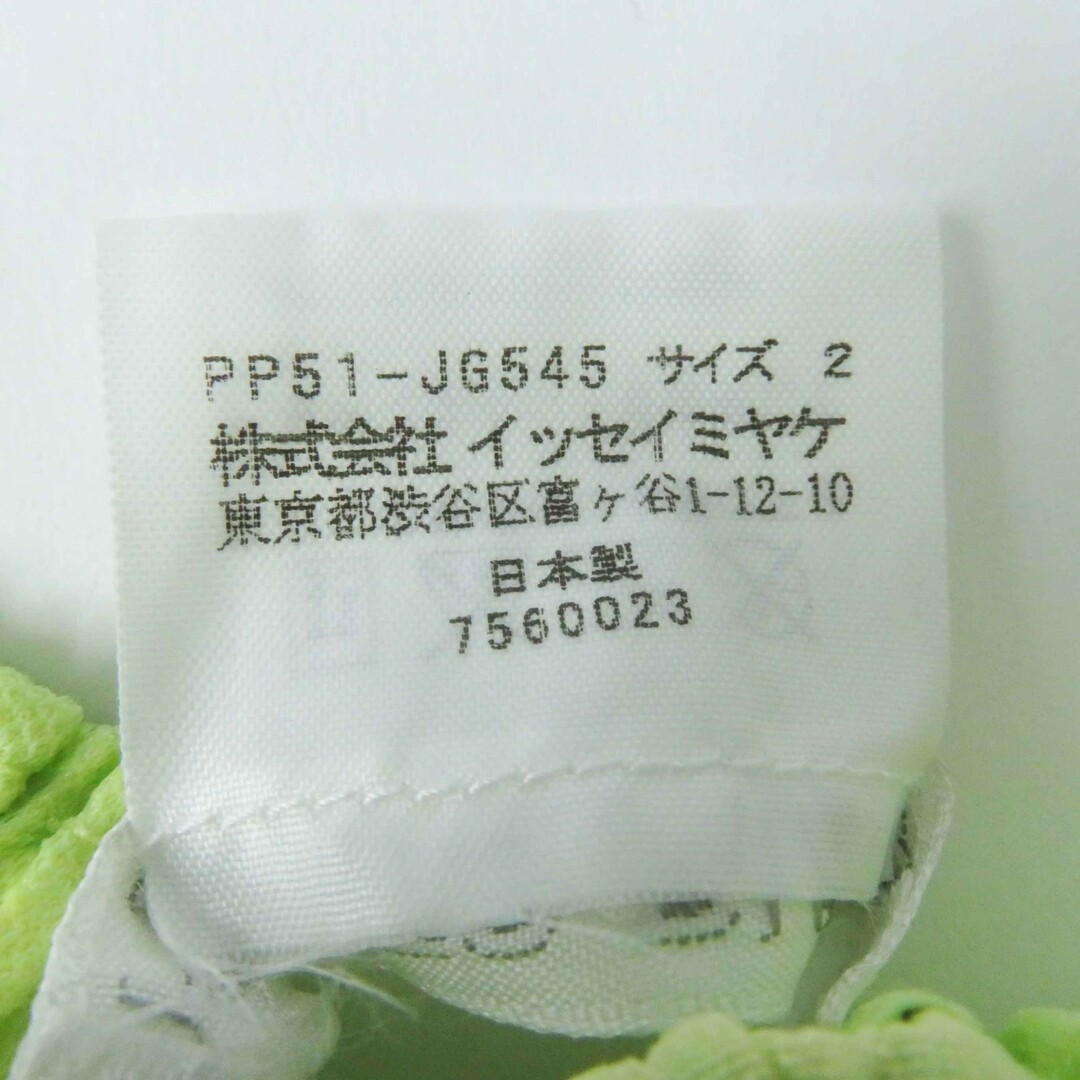 PP51-JG545 サイズ 2
株式会社イッセイミヤケ
東京都渋谷区富ヶ谷1-12-10
日本製
7560023